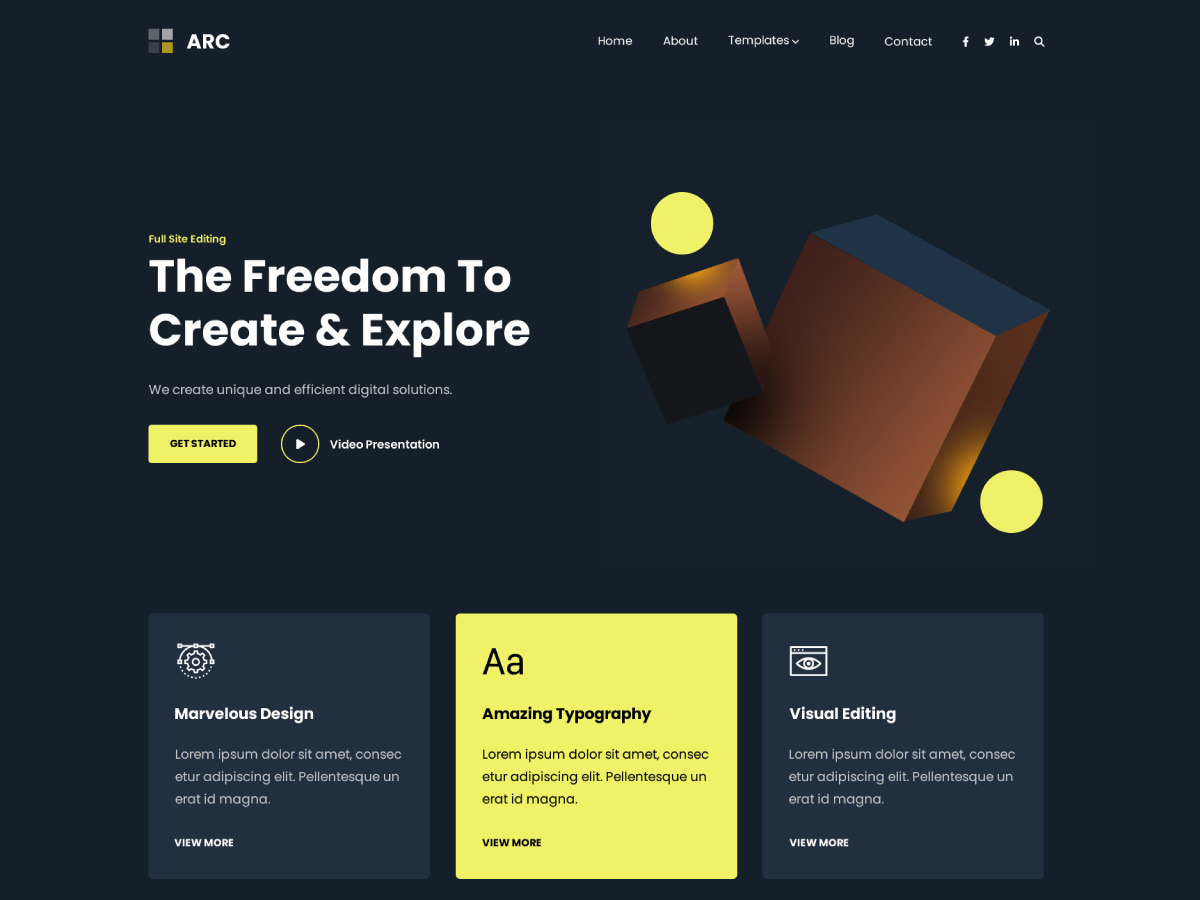 ARC
Home About Templates Blog Contact
Full Site Editing
The Freedom To
Create & Explore
We create unique and efficient digital solutions.
GET STARTED
Video Presentation
Marvelous Design
Lorem ipsum dolor sit amet, consec
etur adipiscing elit. Pellentesque un
erat id magna.
VIEW MORE
Aa
Amazing Typography
Lorem ipsum dolor sit amet, consec
etur adipiscing elit. Pellentesque un
erat id magna.
VIEW MORE
Visual Editing
Lorem ipsum dolor sit amet, consec
etur adipiscing elit. Pellentesque un
erat id magna.
VIEW MORE